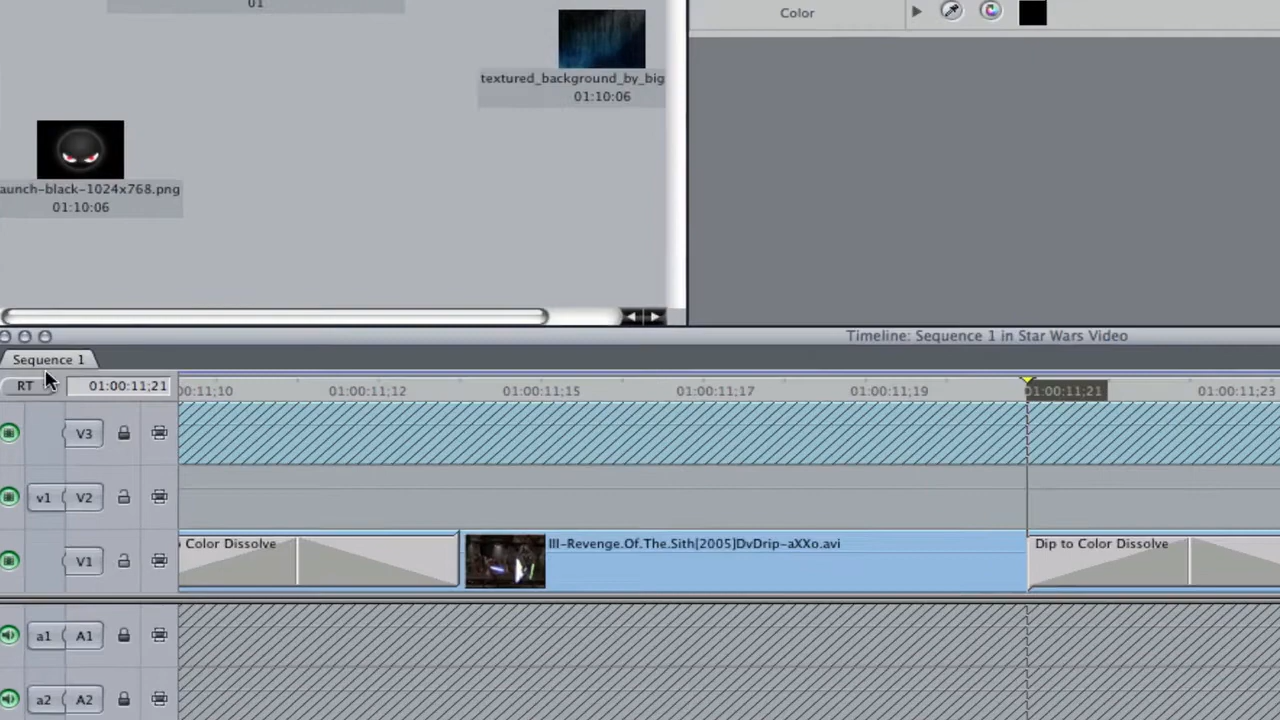 01
Color
textured_background_by_big
01:10:06
aunch-black-1024x768.png
01:10:06
Timeline: Sequence 1 in Star Wars Video
Sequence 1
RT
01:00:11;21
00:11;10
01:00:11;12
01:00:11;15
01:00:11;17
01:00:11;19
01:00:11;21
01:00:11;23
V3
v1
V2
V1
Color Dissolve
III-Revenge.Of.The.Sith[2005]DvDrip-aXXo.avi
Dip to Color Dissolve
a1
A1
a2
A2